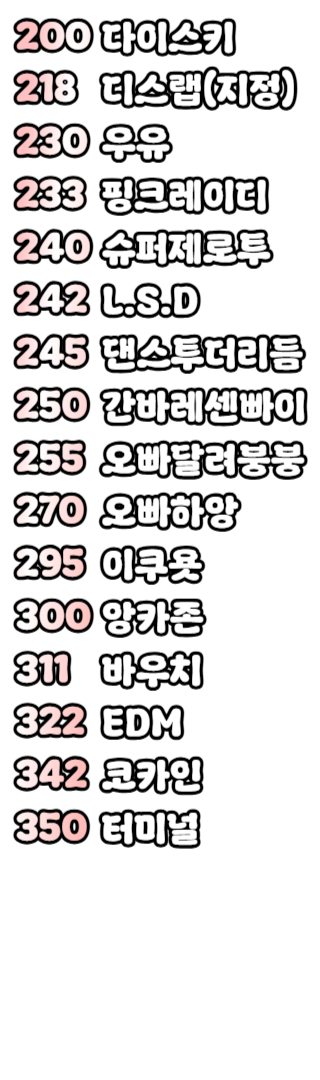 200 다이스키
218 디스랩(지정)
230 우유
233 핑크레이디
240 슈퍼제로투
242 L.S.D
245 댄스투더리듬
250 간바레센빠이
255 오빠달려붕붕
270 오빠하앙
295 이쿠욧
300 앙카존
311 바우치
322 EDM
342 코카인
350 터미널